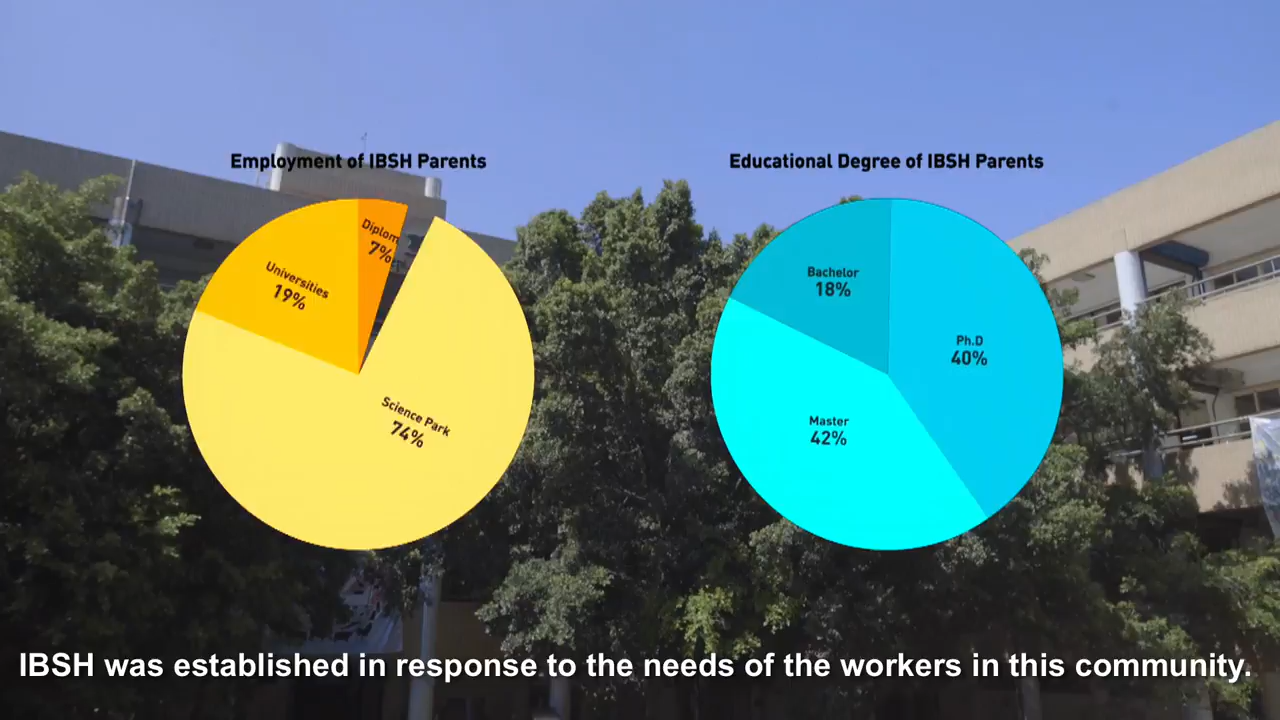 Employment of IBSH Parents
Educational Degree of IBSH Parents
7%
Universities
19%
Science Park
74%
Bachelor
18%
Ph.D
40%
Master
42%
IBSH was established in response to the needs of the workers in this community.